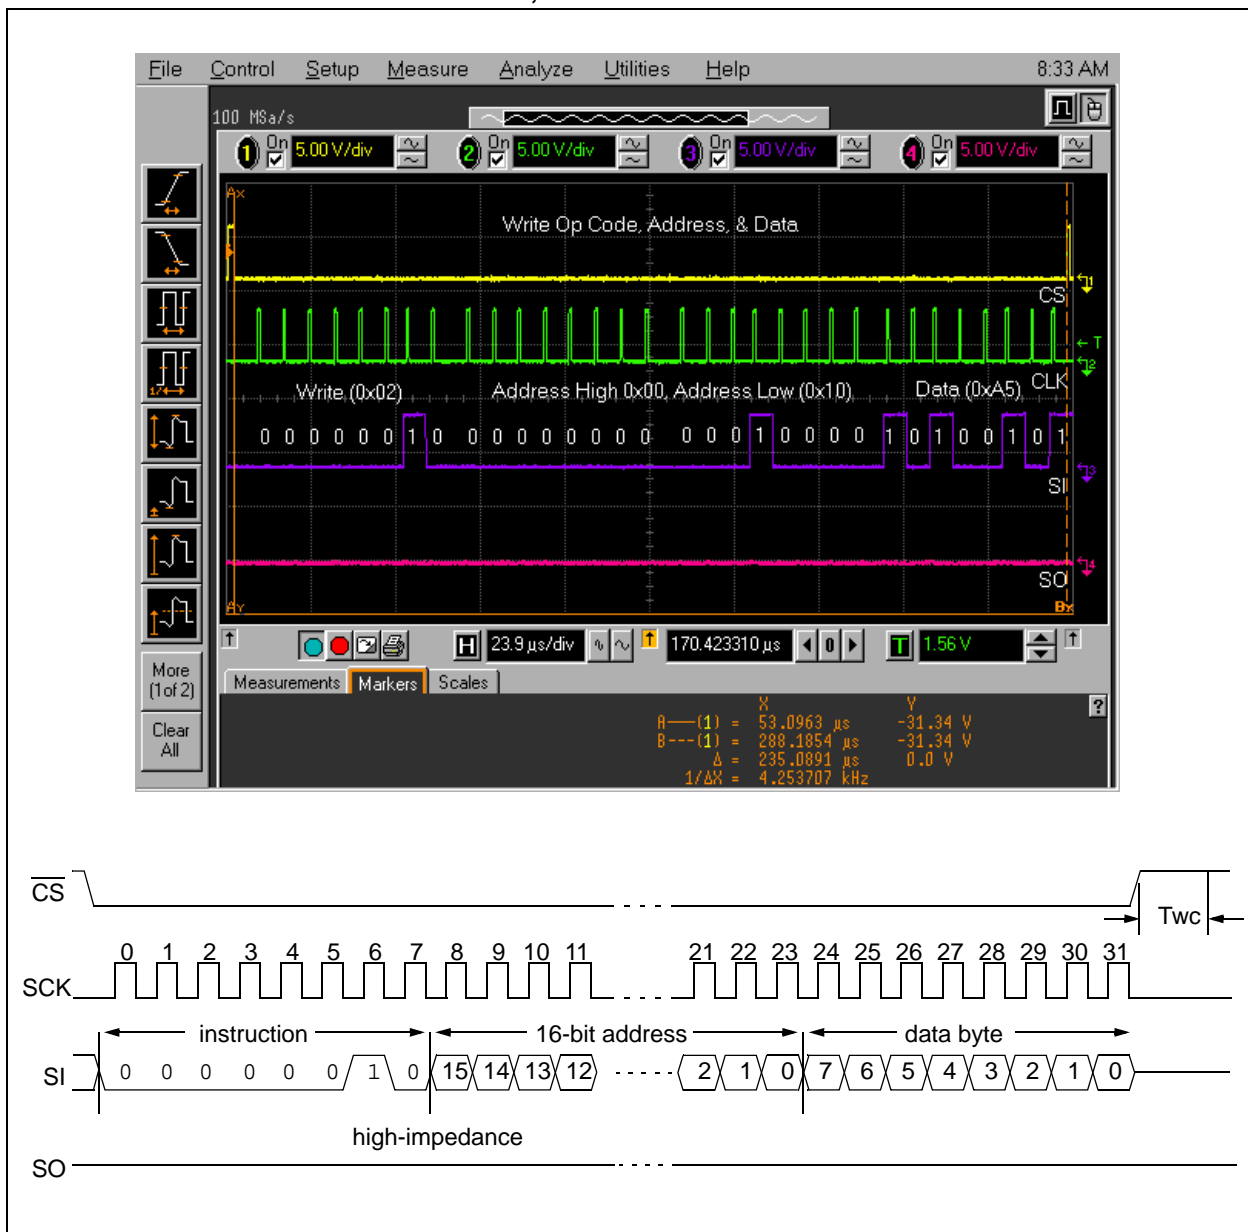 File Control Setup Measure Analyze Utilities Help 8:33 AM
100 MSa/s
1 On 5.00 V/div 2 On 5.00 V/div 3 On 5.00 V/div 4 On 5.00 V/div
Ax
Write Op Code, Address, & Data
1
CS
T
2
Write (0x02) Address High 0x00, Address Low (0x10) Data (0xA5) CLK
0 0 0 0 0 0 1 0 0 0 0 0 0 0 0 0 0 0 0 1 0 0 0 0 1 0 1 0 0 1 0 1
3
SI
4
SO
Ay Bx
H 23.9 µs/div 170.423310 µs 0 T 1.56 V
More
(1of 2)
Clear
All
Measurements Markers Scales
?
X Y
A——(1) = 53.0963 µs -31.34 V
B---(1) = 288.1854 µs -31.34 V
Δ = 235.0891 µs 0.0 V
1/ΔX = 4.253707 kHz
CS
Twc
0 1 2 3 4 5 6 7 8 9 10 11 21 22 23 24 25 26 27 28 29 30 31
SCK
instruction 16-bit address data byte
SI 0 0 0 0 0 0 1 0 15 14 13 12 2 1 0 7 6 5 4 3 2 1 0
high-impedance
SO